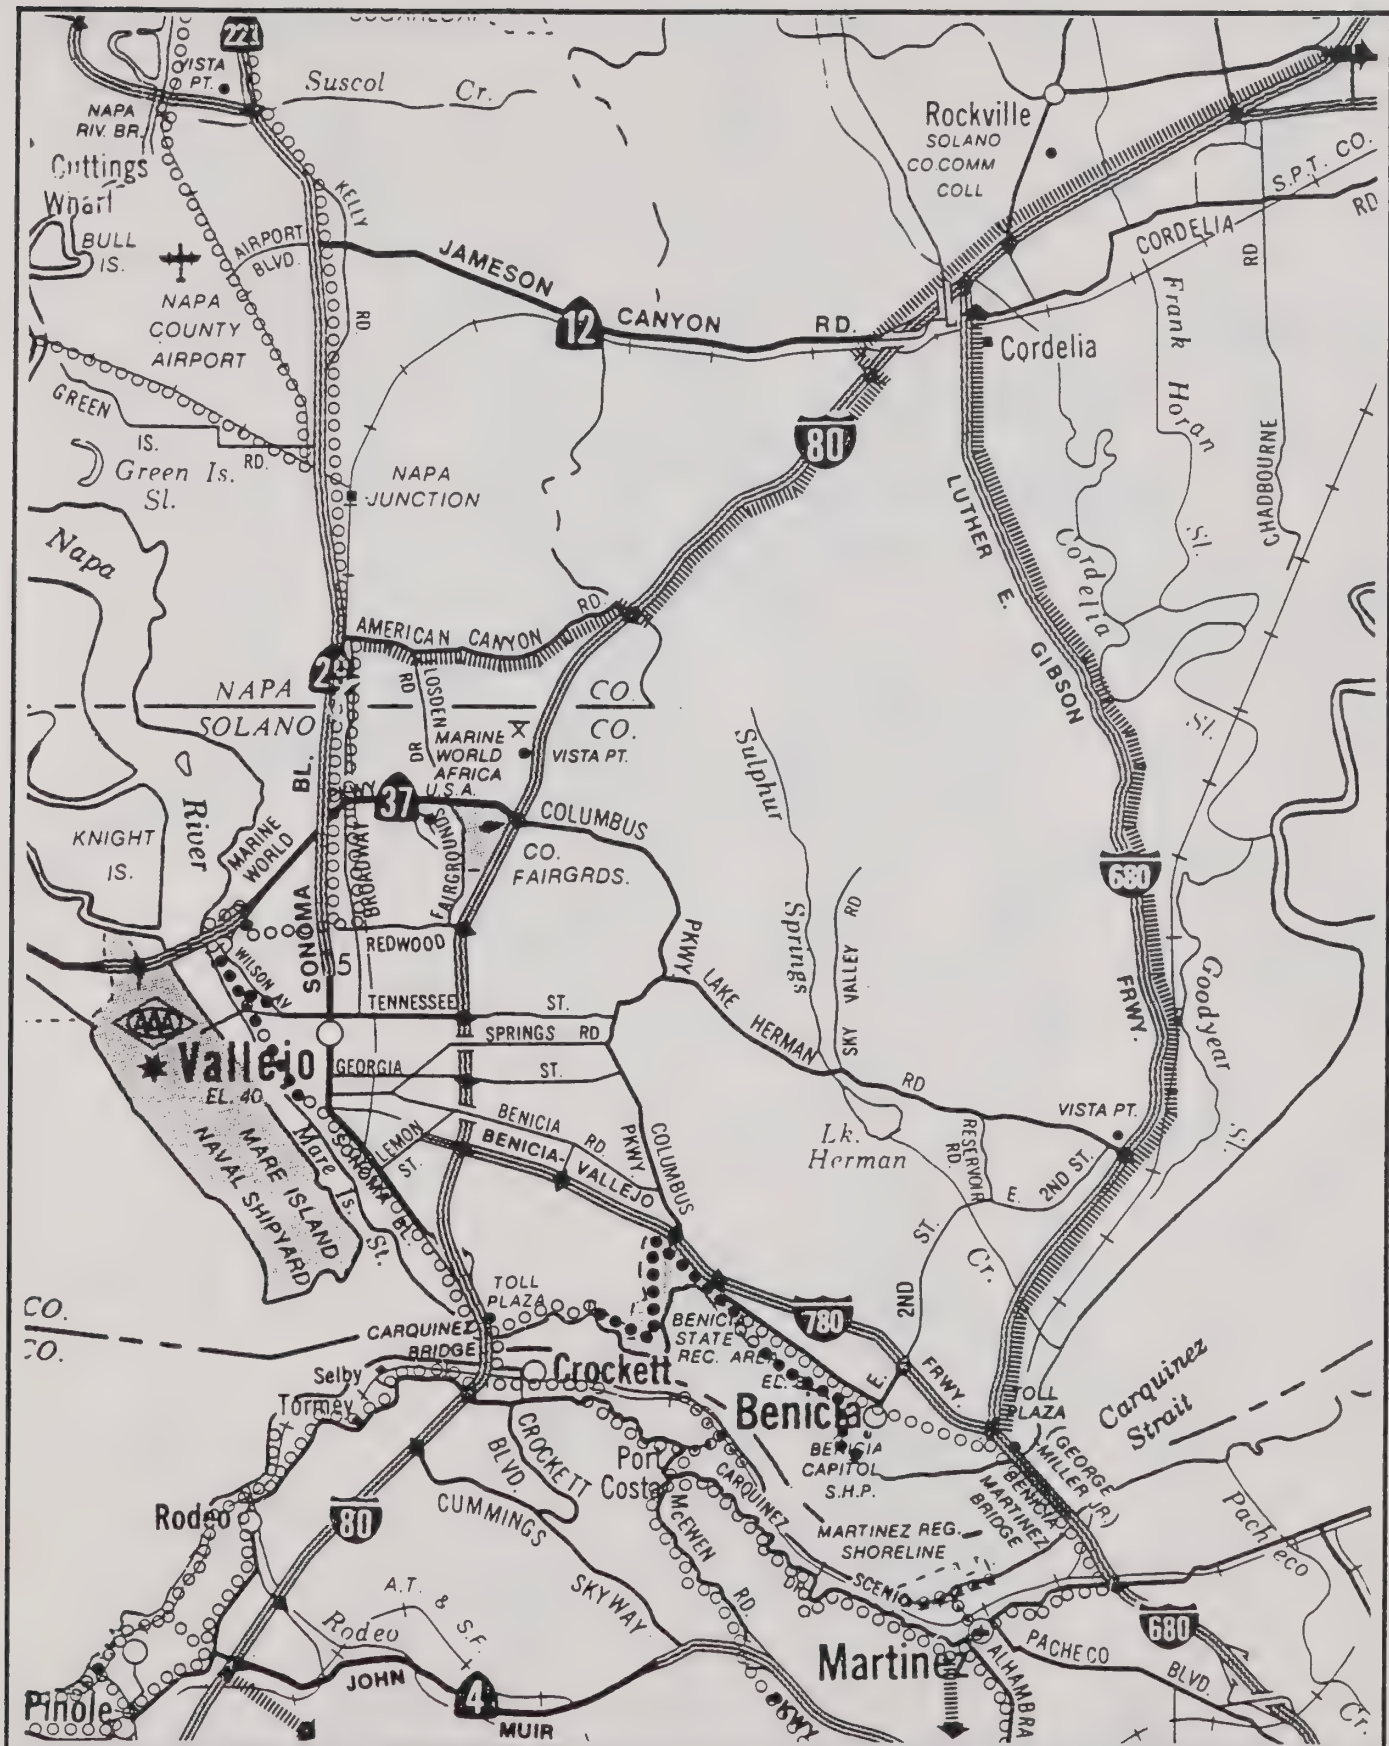 221
VISTA
PT.
Suscol Cr.
NAPA
RIV. BR.
Cuttings
Wharf
BULL
IS.
KELLY
RD.
AIRPORT
BLVD.
NAPA
COUNTY
AIRPORT
JAMESON
12
CANYON
RD.
Rockville
SOLANO
CO.COMM
COLL
S.P.T. CO.
CORDELIA
RD
RD
CHADBOURNE
Frank Horan
Sl.
Cordelia
GREEN
IS.
RD.
Green Is.
Sl.
NAPA
JUNCTION
80
LUTHER E. GIBSON
Cordelia
Sl.
Napa
River
AMERICAN CANYON
RD.
29
NAPA
CO.
SOLANO
CO.
LOSDEN
RD
DR
MARINE
WORLD
AFRICA
U.S.A.
VISTA PT.
BL.
37
COLUMBUS
PKWY.
KNIGHT
IS.
MARINE
WORLD
BROADWAY
FAIRGROUNDS
CO.
FAIRGRDS.
Sulphur
Springs
SKY VALLEY RD
680
FRWY.
Goodyear
Sl.
SONOMA
5
REDWOOD
WILSON AV
TENNESSEE
ST.
SPRINGS RD
LAKE
HERMAN
RD
AAA
Vallejo
EL. 40
GEORGIA
ST.
VISTA PT.
BENICIA
RD.
COLUMBUS
PKWY.
BENICIA-
VALLEJO
LEMON
ST.
SONOMA
BL.
Lk.
Herman
RESERVOIR
RD.
E.
2ND ST.
MARE ISLAND
NAVAL SHIPYARD
Mare Is. St.
Cr.
2ND
ST.
E.
TOLL
PLAZA
CO.
CO.
CARQUINEZ
BRIDGE
BENICIA
STATE
REC. AREA
780
FRWY.
Selby
Crockett
Tormey
Benicia
TOLL
PLAZA
Carquinez
Strait
(GEORGE
MILLER JR.)
BENICIA
MARTINEZ
BRIDGE
CROCKETT
BLVD.
Port
Costa
BENICIA
CAPITOL
S.H.P.
CARQUINEZ
SCENIC
DR.
Rodeo
80
CUMMINGS
SKYWAY
McEWEN
RD.
MARTINEZ REG.
SHORELINE
Pacheco
Cr.
A.T. & S.F.
Rodeo
680
PACHECO
BLVD.
Martinez
ALHAMBRA
Pinole
JOHN
4
MUIR
PKWY